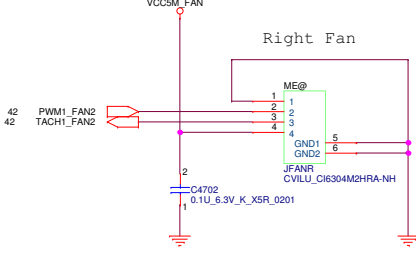 VCC5M_FAN
Right Fan
ME@
1 1
42 PWM1_FAN2 2 2
42 TACH1_FAN2 3 3
4 4
GND1 5
GND2 6
JFANR
CVILU_CI6304M2HRA-NH
2
C4702
0.1U_6.3V_K_X5R_0201
1